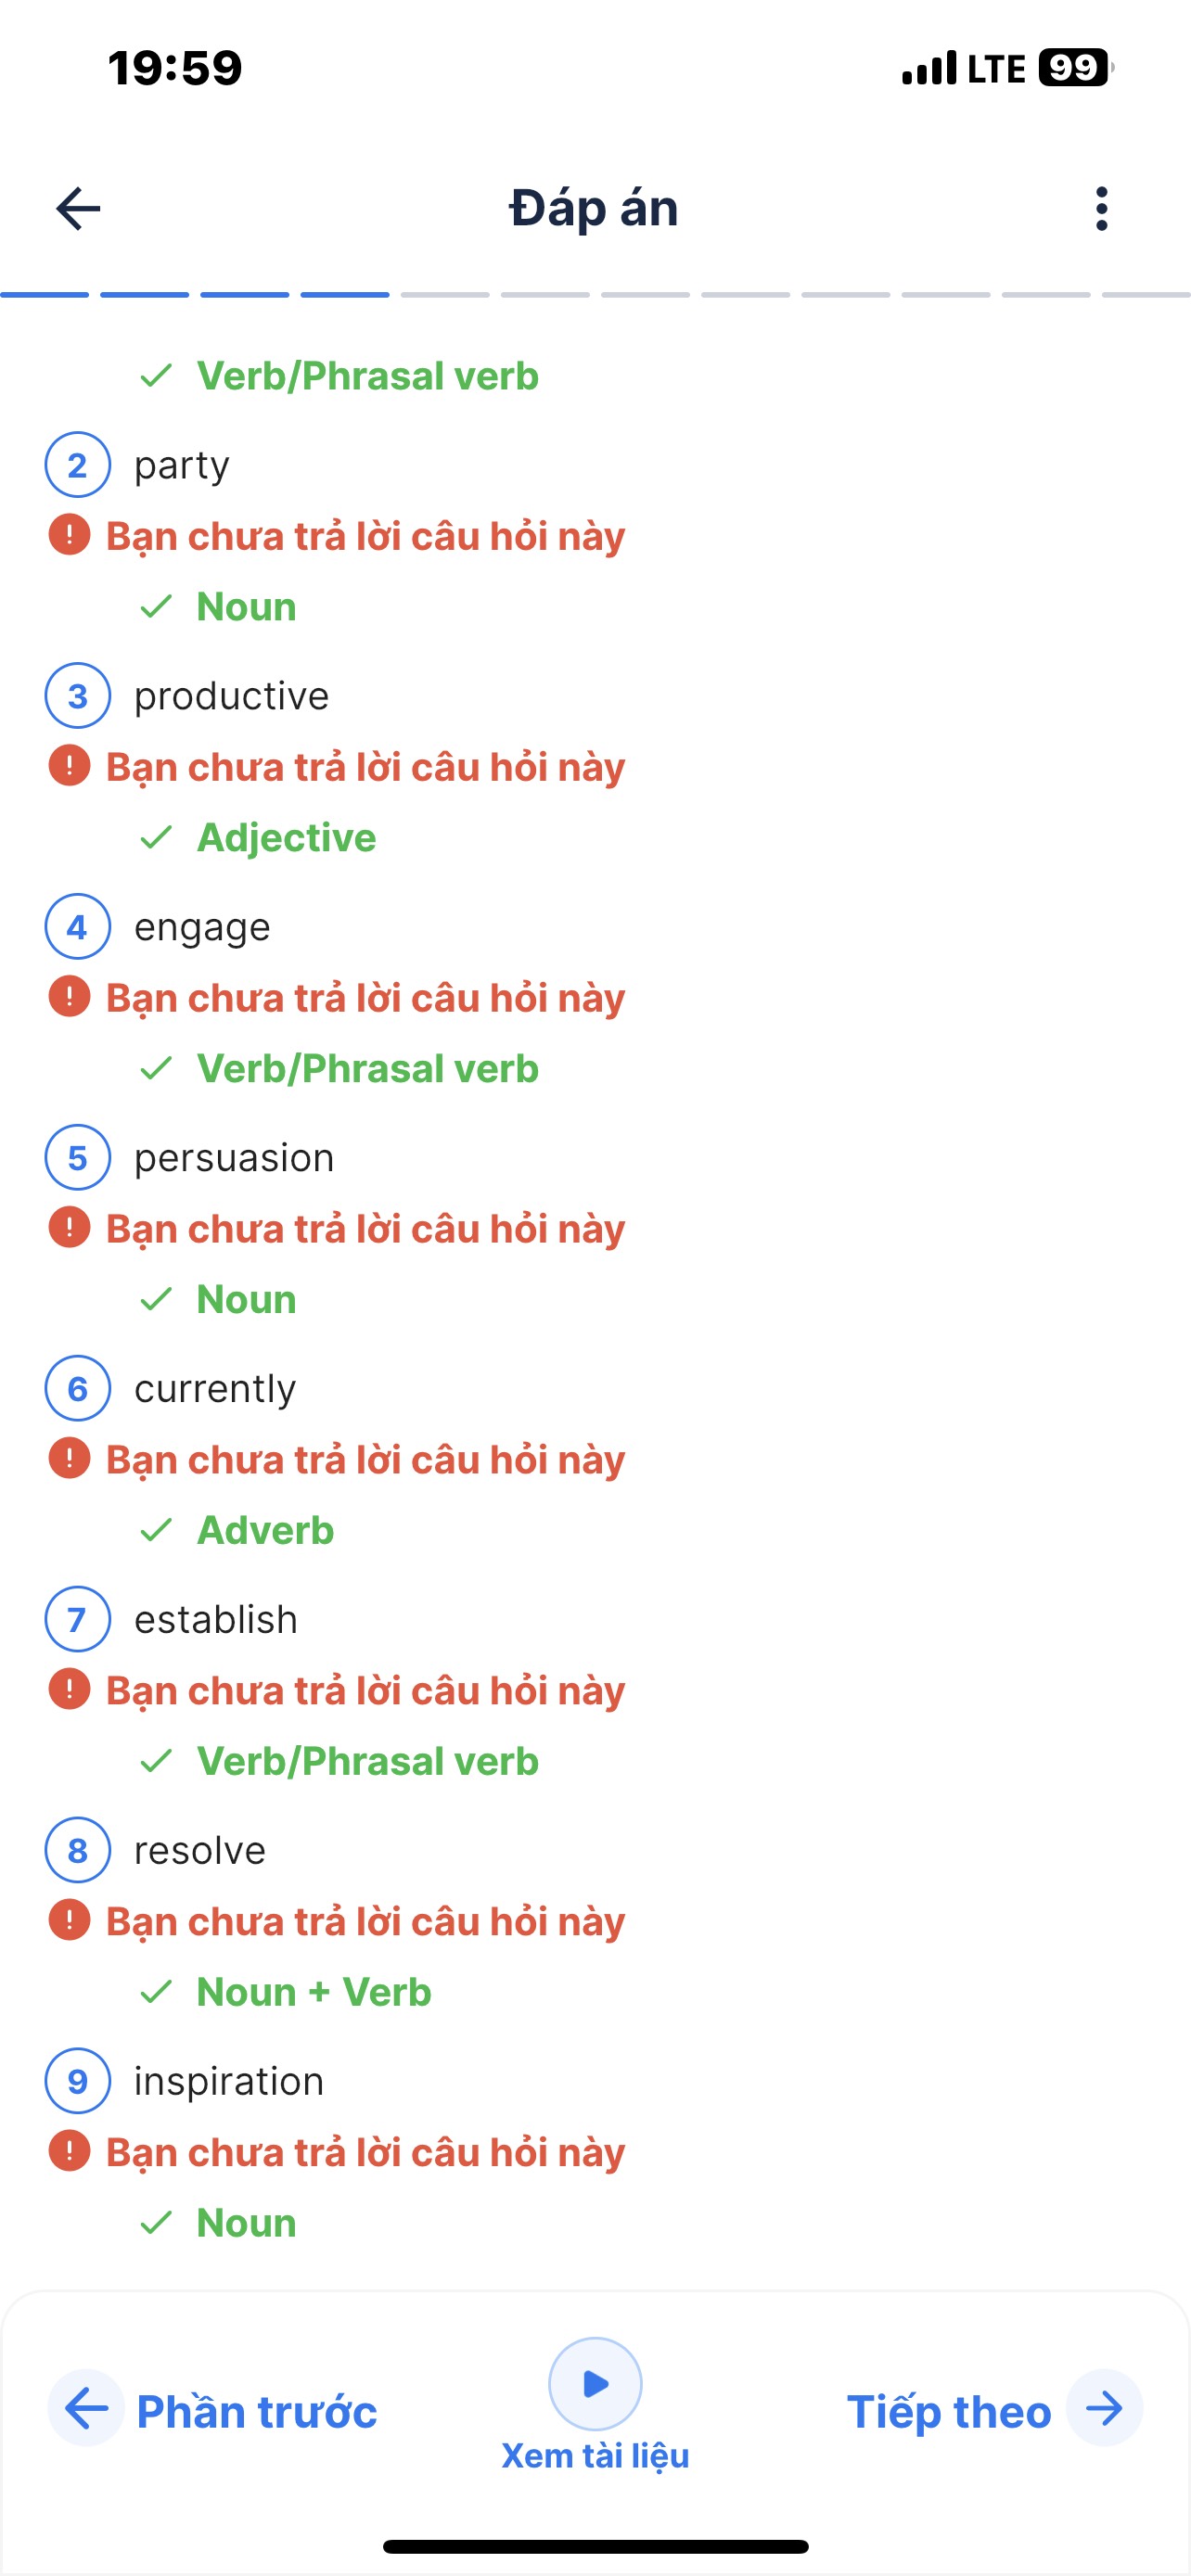 19:59
LTE 99
Đáp án
Verb/Phrasal verb
2 party
! Bạn chưa trả lời câu hỏi này
Noun
3 productive
! Bạn chưa trả lời câu hỏi này
Adjective
4 engage
! Bạn chưa trả lời câu hỏi này
Verb/Phrasal verb
5 persuasion
! Bạn chưa trả lời câu hỏi này
Noun
6 currently
! Bạn chưa trả lời câu hỏi này
Adverb
7 establish
! Bạn chưa trả lời câu hỏi này
Verb/Phrasal verb
8 resolve
! Bạn chưa trả lời câu hỏi này
Noun + Verb
9 inspiration
! Bạn chưa trả lời câu hỏi này
Noun
Phần trước
Xem tài liệu
Tiếp theo